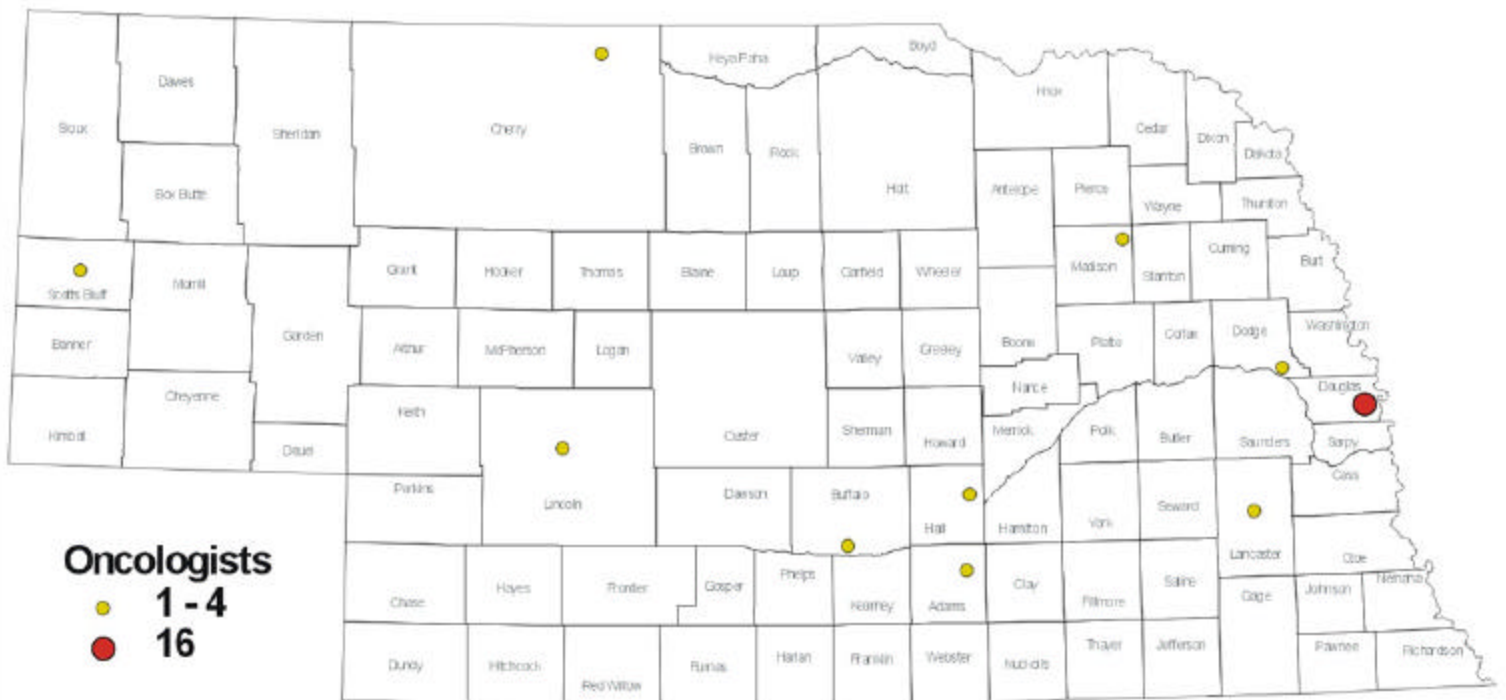 Boyd
Keya Paha
Knox
Dawes
Sioux
Sheridan
Cherry
Cedar
Dixon
Brown
Rock
Dakota
Holt
Antelope
Pierce
Box Butte
Wayne
Thurston
Cuming
Burt
Madison
Stanton
Grant
Hooker
Thomas
Blaine
Loup
Garfield
Wheeler
Morrill
Scotts Bluff
Washington
Garden
Banner
Arthur
McPherson
Logan
Valley
Greeley
Boone
Platte
Colfax
Dodge
Nance
Douglas
Cheyenne
Keith
Kimball
Deuel
Custer
Sherman
Howard
Merrick
Polk
Butler
Saunders
Sarpy
Cass
Perkins
Lincoln
Dawson
Buffalo
Hall
Hamilton
York
Seward
Lancaster
Otoe
Oncologists
1 - 4
16
Chase
Hayes
Frontier
Gosper
Phelps
Kearney
Adams
Clay
Fillmore
Saline
Gage
Johnson
Nemaha
Dundy
Hitchcock
Red Willow
Furnas
Harlan
Franklin
Webster
Nuckolls
Thayer
Jefferson
Pawnee
Richardson